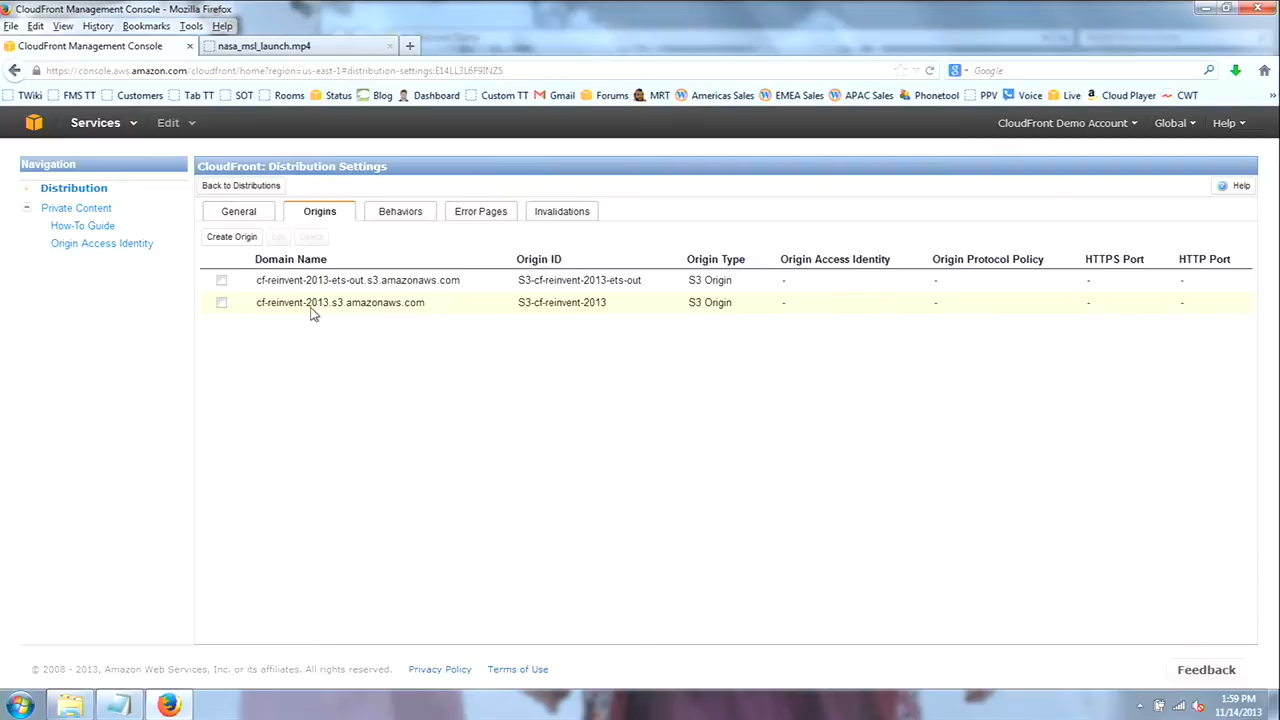 CloudFront Management Console - Mozilla Firefox
File Edit View History Bookmarks Tools Help
CloudFront Management Console × nasa_msl_launch.mp4 × +
https://console.aws.amazon.com/cloudfront/home?region=us-east-1#distribution-settings:E14LL3L6F9INZ5 Google
TWiki FMS TT Customers Tab TT SOT Rooms Status Blog Dashboard Custom TT Gmail Forums MRT Americas Sales EMEA Sales APAC Sales Phonetool PPV Voice Live Cloud Player CWT »
Services Edit CloudFront Demo Account Global Help
Navigation
Distribution
Private Content
How-To Guide
Origin Access Identity
CloudFront: Distribution Settings
Back to Distributions Help
General Origins Behaviors Error Pages Invalidations
Create Origin Edit Delete
Domain Name Origin ID Origin Type Origin Access Identity Origin Protocol Policy HTTPS Port HTTP Port
cf-reinvent-2013-ets-out.s3.amazonaws.com S3-cf-reinvent-2013-ets-out S3 Origin - - - -
cf-reinvent-2013.s3.amazonaws.com S3-cf-reinvent-2013 S3 Origin - - - -
© 2008 - 2013, Amazon Web Services, Inc. or its affiliates. All rights reserved. Privacy Policy Terms of Use Feedback
1:59 PM
11/14/2013